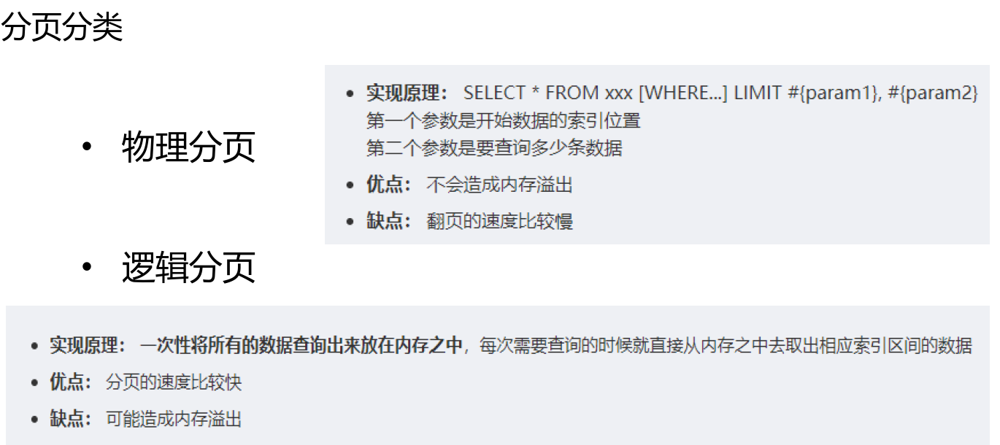 分页分类
• 物理分页
• 实现原理： SELECT * FROM xxx [WHERE...] LIMIT #{param1}, #{param2}
第一个参数是开始数据的索引位置
第二个参数是要查询多少条数据
• 优点： 不会造成内存溢出
• 缺点： 翻页的速度比较慢
• 逻辑分页
• 实现原理： 一次性将所有的数据查询出来放在内存之中，每次需要查询的时候就直接从内存之中去取出相应索引区间的数据
• 优点： 分页的速度比较快
• 缺点： 可能造成内存溢出